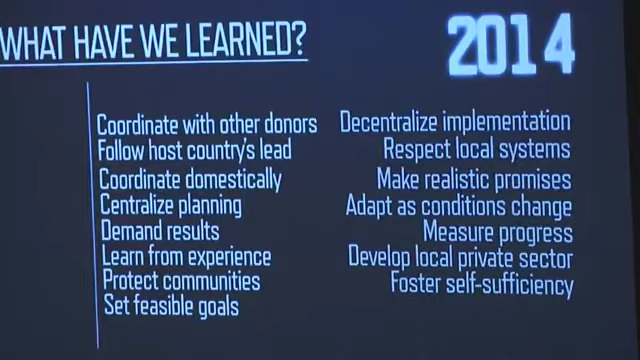 WHAT HAVE WE LEARNED?
2014
Coordinate with other donors
Follow host country's lead
Coordinate domestically
Centralize planning
Demand results
Learn from experience
Protect communities
Set feasible goals
Decentralize implementation
Respect local systems
Make realistic promises
Adapt as conditions change
Measure progress
Develop local private sector
Foster self-sufficiency